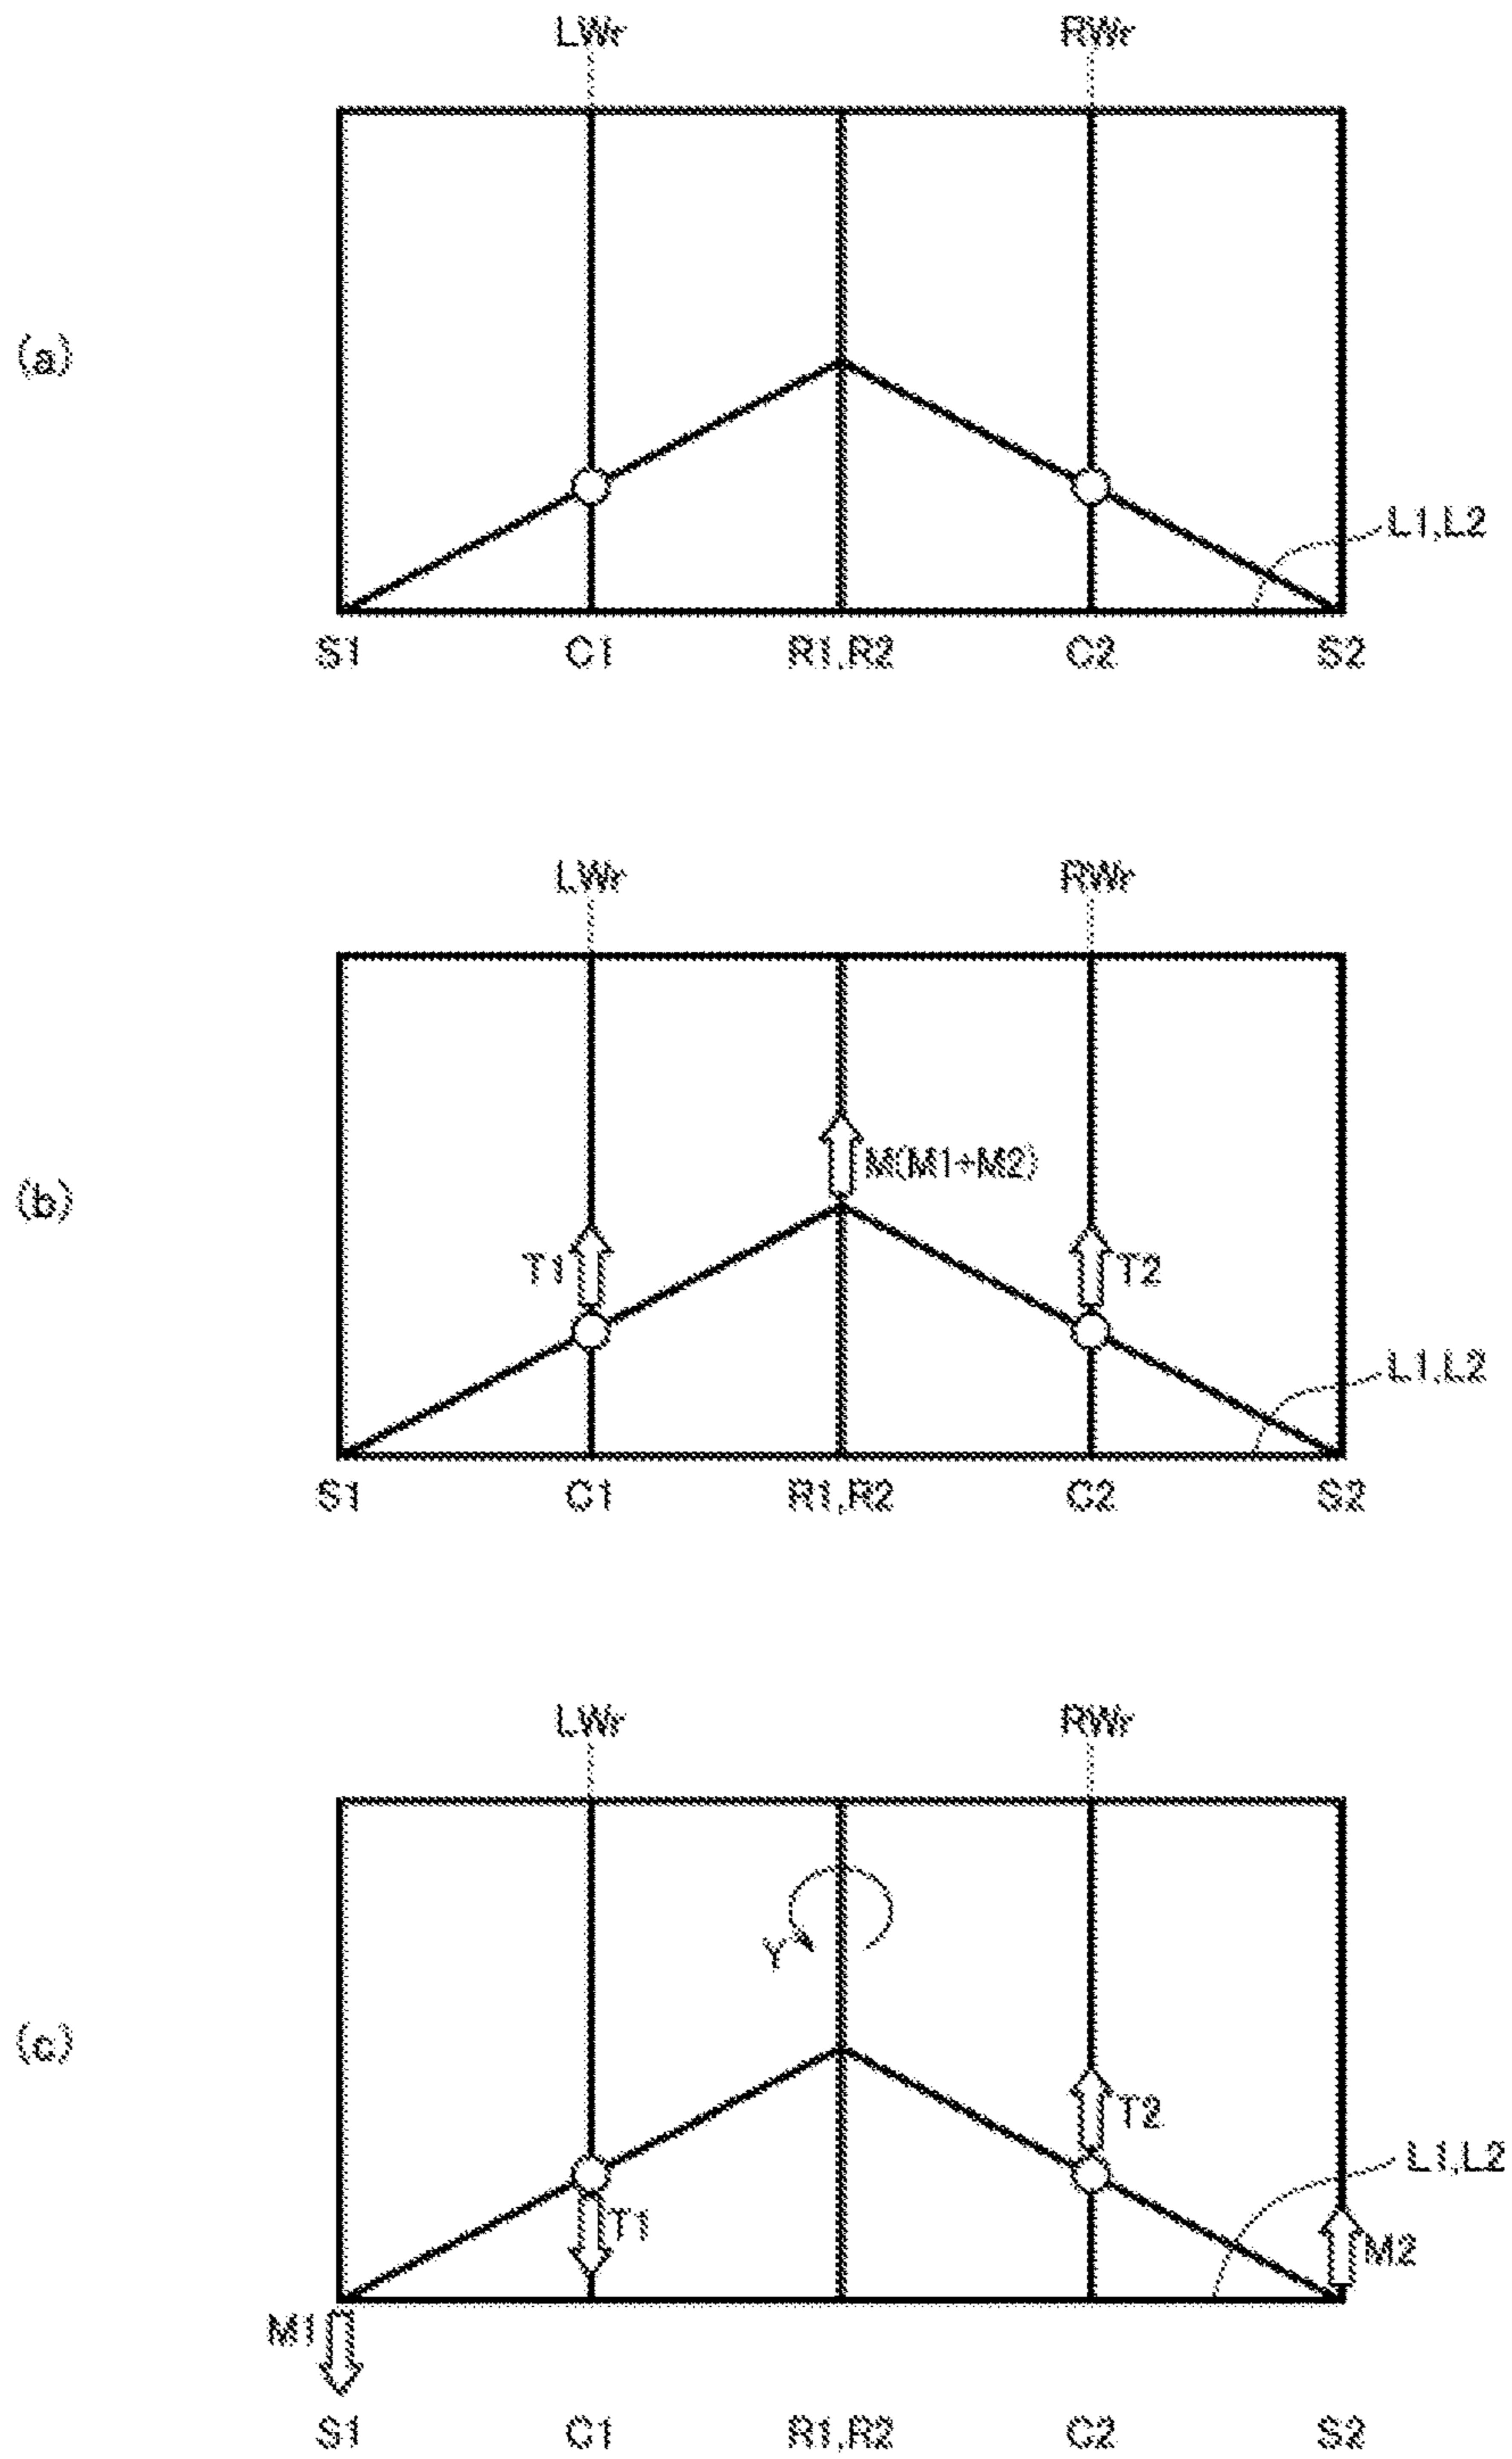 LWr RWr
(a)
L1,L2
S1 C1 R1,R2 C2 S2
LWr RWr
(b)
M(M1+M2)
T1 T2
L1,L2
S1 C1 R1,R2 C2 S2
LWr RWr
(c)
Y
T2
L1,L2
T1
M2
M1
S1 C1 R1,R2 C2 S2